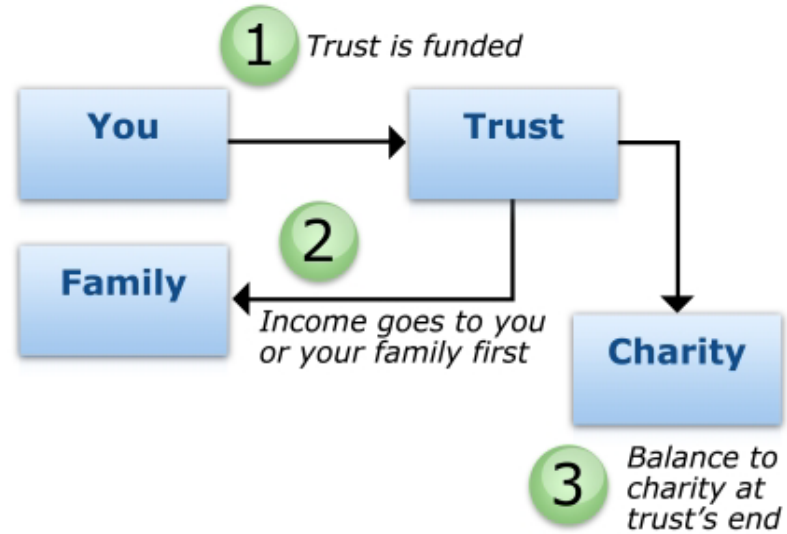 1
Trust is funded
You
Trust
2
Family
Income goes to you
or your family first
Charity
3
Balance to
charity at
trust's end